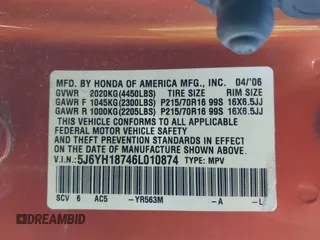 MFD. BY HONDA OF AMERICA MFG., INC. 04/'06
GVWR 2020KG(4450LBS) TIRE SIZE RIM SIZE
GAWR F 1045KG(2300LBS) P215/70R16 99S 16X6.5JJ
GAWR R 1000KG(2205LBS) P215/70R16 99S 16X6.5JJ
THIS VEHICLE CONFORMS TO ALL APPLICABLE
FEDERAL MOTOR VEHICLE SAFETY
AND BUMPER STANDARDS IN EFFECT ON THE
DATE OF MANUFACTURE SHOWN ABOVE.
V.I.N.: 5J6YH18746L010874 TYPE: MPV
SCV 6 AC5 -YR563M -A -L
DREAMBID